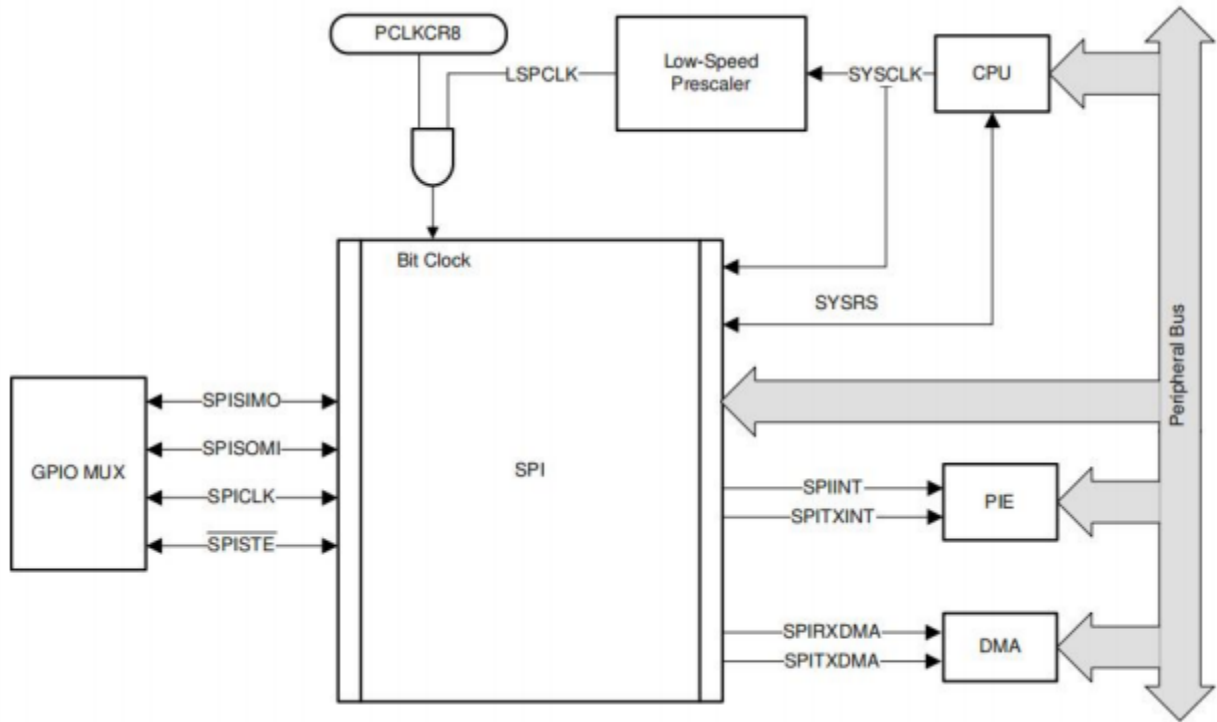 PCLKCR8
LSPCLK
Low-Speed
Prescaler
SYSCLK
CPU
Bit Clock
SYSRS
Peripheral Bus
GPIO MUX
SPISIMO
SPISOMI
SPICLK
SPISTE
SPI
SPIINT
SPITXINT
PIE
SPIRXDMA
SPITXDMA
DMA